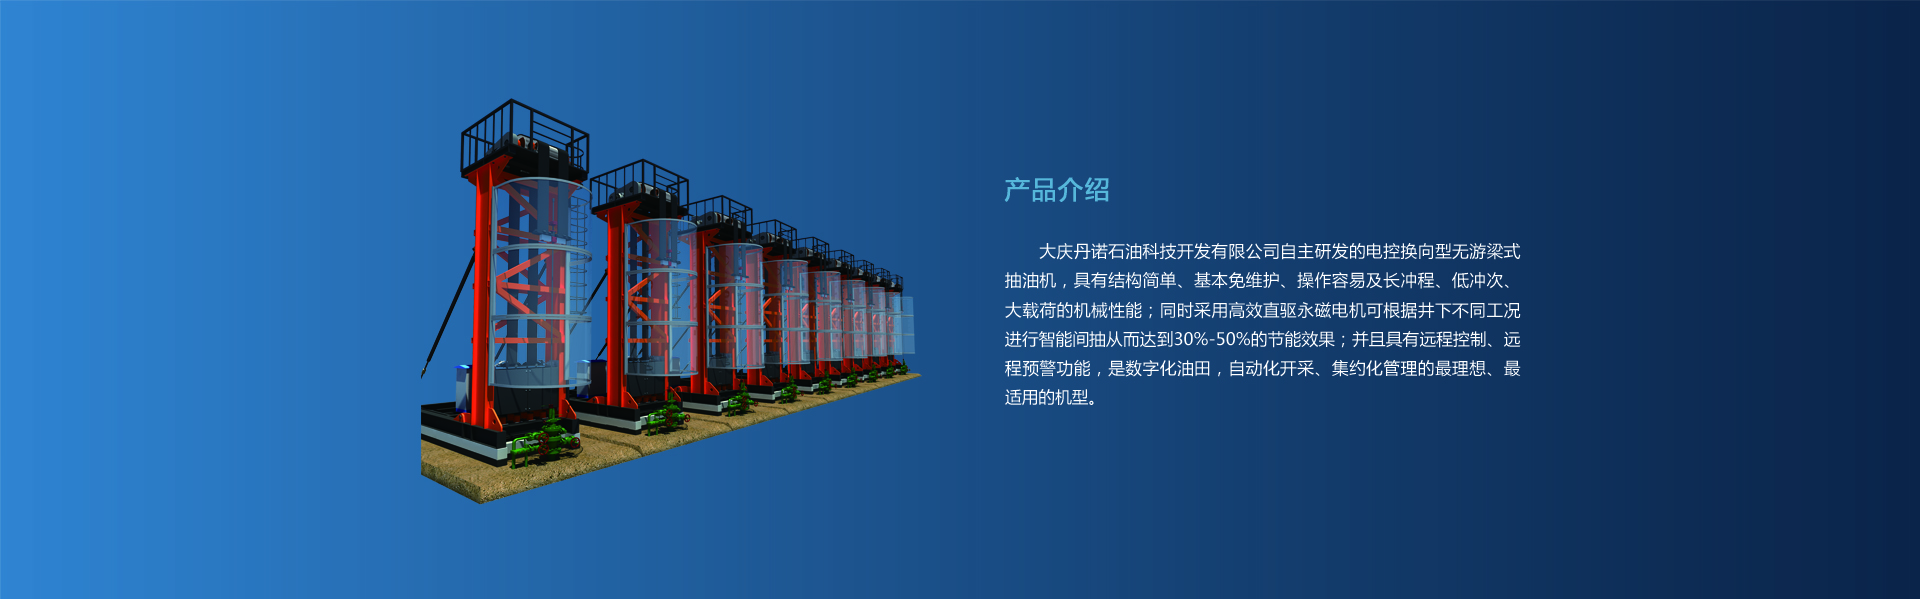 产品介绍
大庆丹诺石油科技开发有限公司自主研发的电控换向型无游梁式
抽油机，具有结构简单、基本免维护、操作容易及长冲程、低冲次、
大载荷的机械性能；同时采用高效直驱永磁电机可根据井下不同工况
进行智能间抽从而达到30%-50%的节能效果；并且具有远程控制、远
程预警功能，是数字化油田，自动化开采、集约化管理的最理想、最
适用的机型。